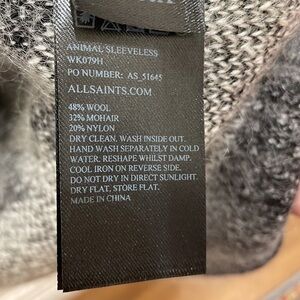 ANIMAL SLEEVELESS
WK079H
PO NUMBER: AS_51645
ALLSAINTS.COM
48% WOOL
32% MOHAIR
20% NYLON
DRY CLEAN. WASH INSIDE OUT.
HAND WASH SEPARATELY IN COLD
WATER. RESHAPE WHILST DAMP.
COOL IRON ON REVERSE SIDE.
DO NOT DRY IN DIRECT SUNLIGHT.
DRY FLAT, STORE FLAT.
MADE IN CHINA